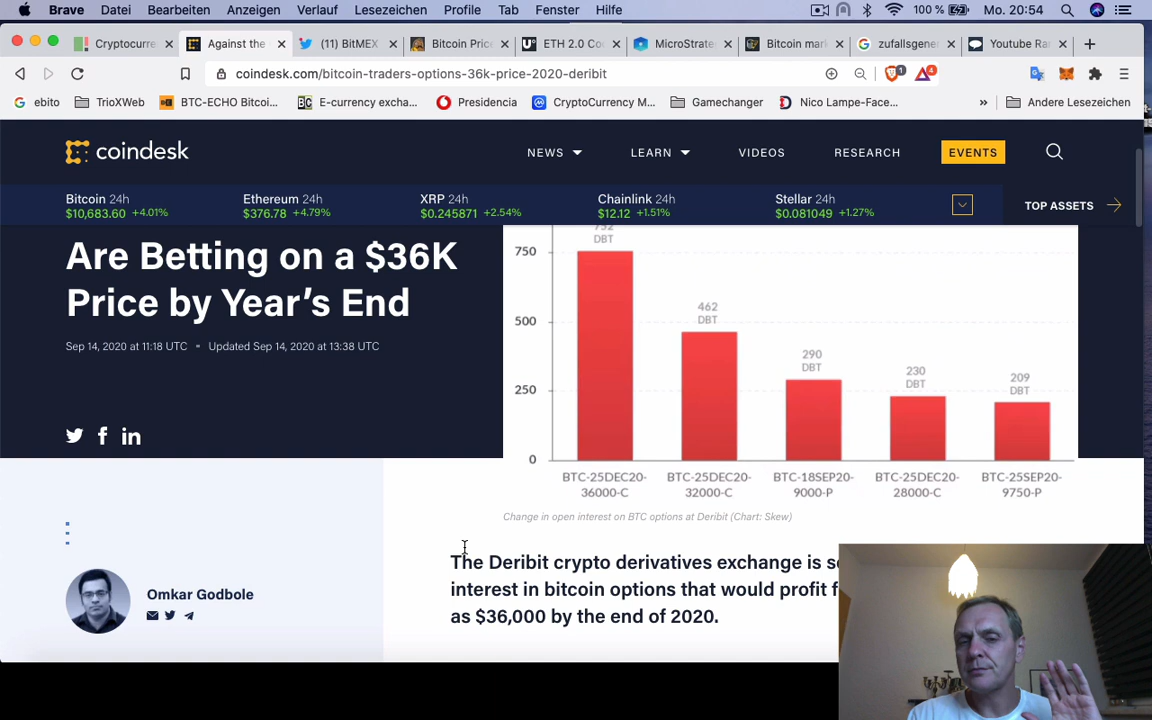 Brave Datei Bearbeiten Anzeigen Verlauf Lesezeichen Profile Tab Fenster Hilfe 100 % Mo. 20:54
Cryptocurre Against the (11) BitMEX Bitcoin Price ETH 2.0 Co MicroStrate Bitcoin mar zufallsgene Youtube Ra
coindesk.com/bitcoin-traders-options-36k-price-2020-deribit 1 4
ebito TrioXWeb BTC-ECHO Bitcoi... E-currency excha... Presidencia CryptoCurrency M... Gamechanger Nico Lampe-Face... » Andere Lesezeichen
coindesk NEWS LEARN VIDEOS RESEARCH EVENTS
Bitcoin 24h Ethereum 24h XRP 24h Chainlink 24h Stellar 24h
$10,683.60 +4.01% $376.78 +4.79% $0.245871 +2.54% $12.12 +1.51% $0.081049 +1.27% TOP ASSETS
Are Betting on a $36K
Price by Year's End
Sep 14, 2020 at 11:18 UTC • Updated Sep 14, 2020 at 13:38 UTC
752
DBT
750
462
DBT
500
290
DBT
230
DBT
209
DBT
250
0
BTC-25DEC20-
36000-C
BTC-25DEC20-
32000-C
BTC-18SEP20-
9000-P
BTC-25DEC20-
28000-C
BTC-25SEP20-
9750-P
Change in open interest on BTC options at Deribit (Chart: Skew)
Omkar Godbole
The Deribit crypto derivatives exchange is
interest in bitcoin options that would profit
as $36,000 by the end of 2020.